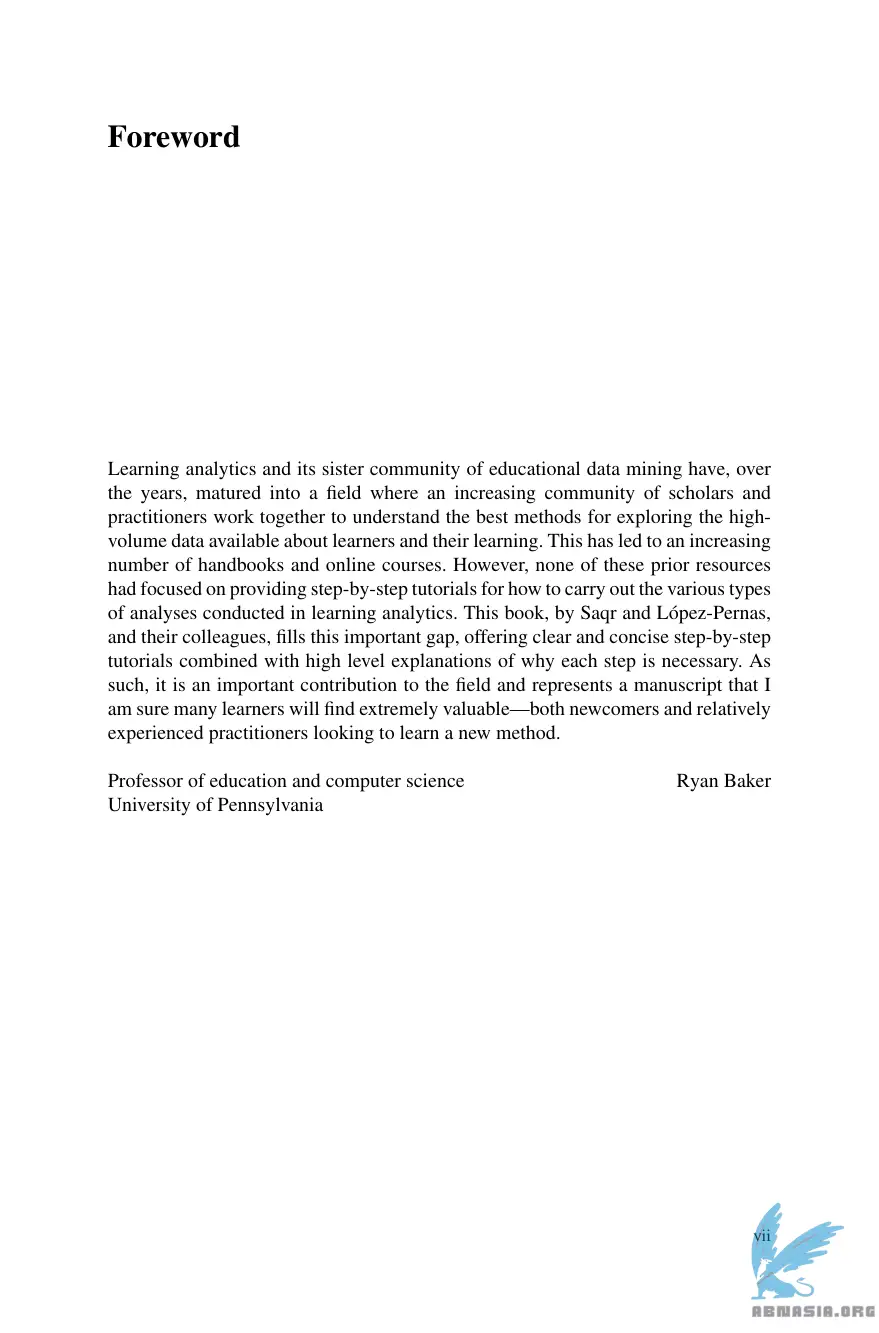 Foreword
Learning analytics and its sister community of educational data mining have, over
the years, matured into a field where an increasing community of scholars and
practitioners work together to understand the best methods for exploring the high-
volume data available about learners and their learning. This has led to an increasing
number of handbooks and online courses. However, none of these prior resources
had focused on providing step-by-step tutorials for how to carry out the various types
of analyses conducted in learning analytics. This book, by Saqr and López-Pernas,
and their colleagues, fills this important gap, offering clear and concise step-by-step
tutorials combined with high level explanations of why each step is necessary. As
such, it is an important contribution to the field and represents a manuscript that I
am sure many learners will find extremely valuable—both newcomers and relatively
experienced practitioners looking to learn a new method.
Professor of education and computer science Ryan Baker
University of Pennsylvania
vii
ABNASIA.ORG